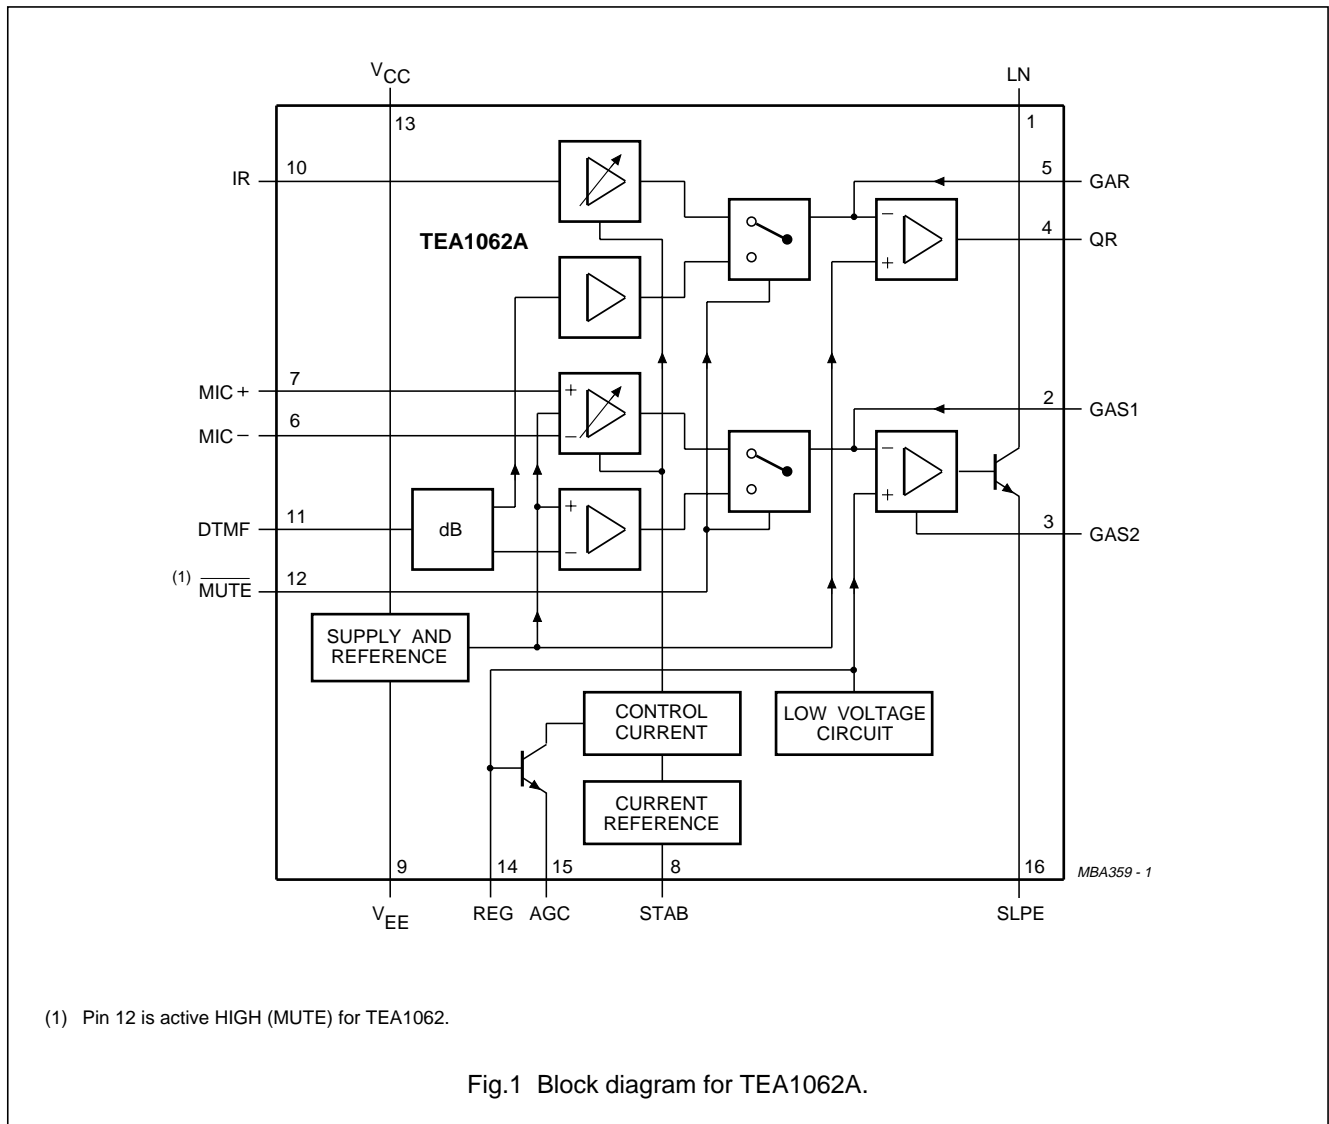 VCC
LN
13
1
IR
10
5
GAR
TEA1062A
−
4
QR
+
7
MIC +
+
2
GAS1
6
MIC −
−
−
+
+
11
DTMF
dB
3
GAS2
−
(1) MUTE
12
SUPPLY AND
REFERENCE
CONTROL
CURRENT
LOW VOLTAGE
CIRCUIT
CURRENT
REFERENCE
9
14
15
8
16
MBA359 - 1
VEE
REG
AGC
STAB
SLPE
(1) Pin 12 is active HIGH (MUTE) for TEA1062.
Fig.1 Block diagram for TEA1062A.